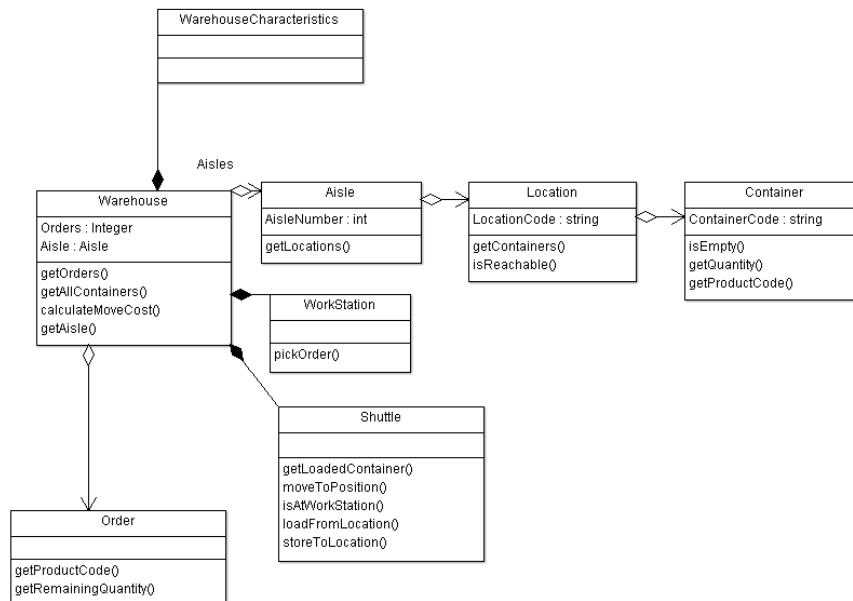 WarehouseCharacteristics
Aisles
Warehouse
Orders : Integer
Aisle : Aisle
getOrders()
getAllContainers()
calculateMoveCost()
getAisle()
Aisle
AisleNumber : int
getLocations()
Location
LocationCode : string
getContainers()
isReachable()
Container
ContainerCode : string
isEmpty()
getQuantity()
getProductCode()
WorkStation
pickOrder()
Shuttle
getLoadedContainer()
moveToPosition()
isAtWorkStation()
loadFromLocation()
storeToLocation()
Order
getProductCode()
getRemainingQuantity()